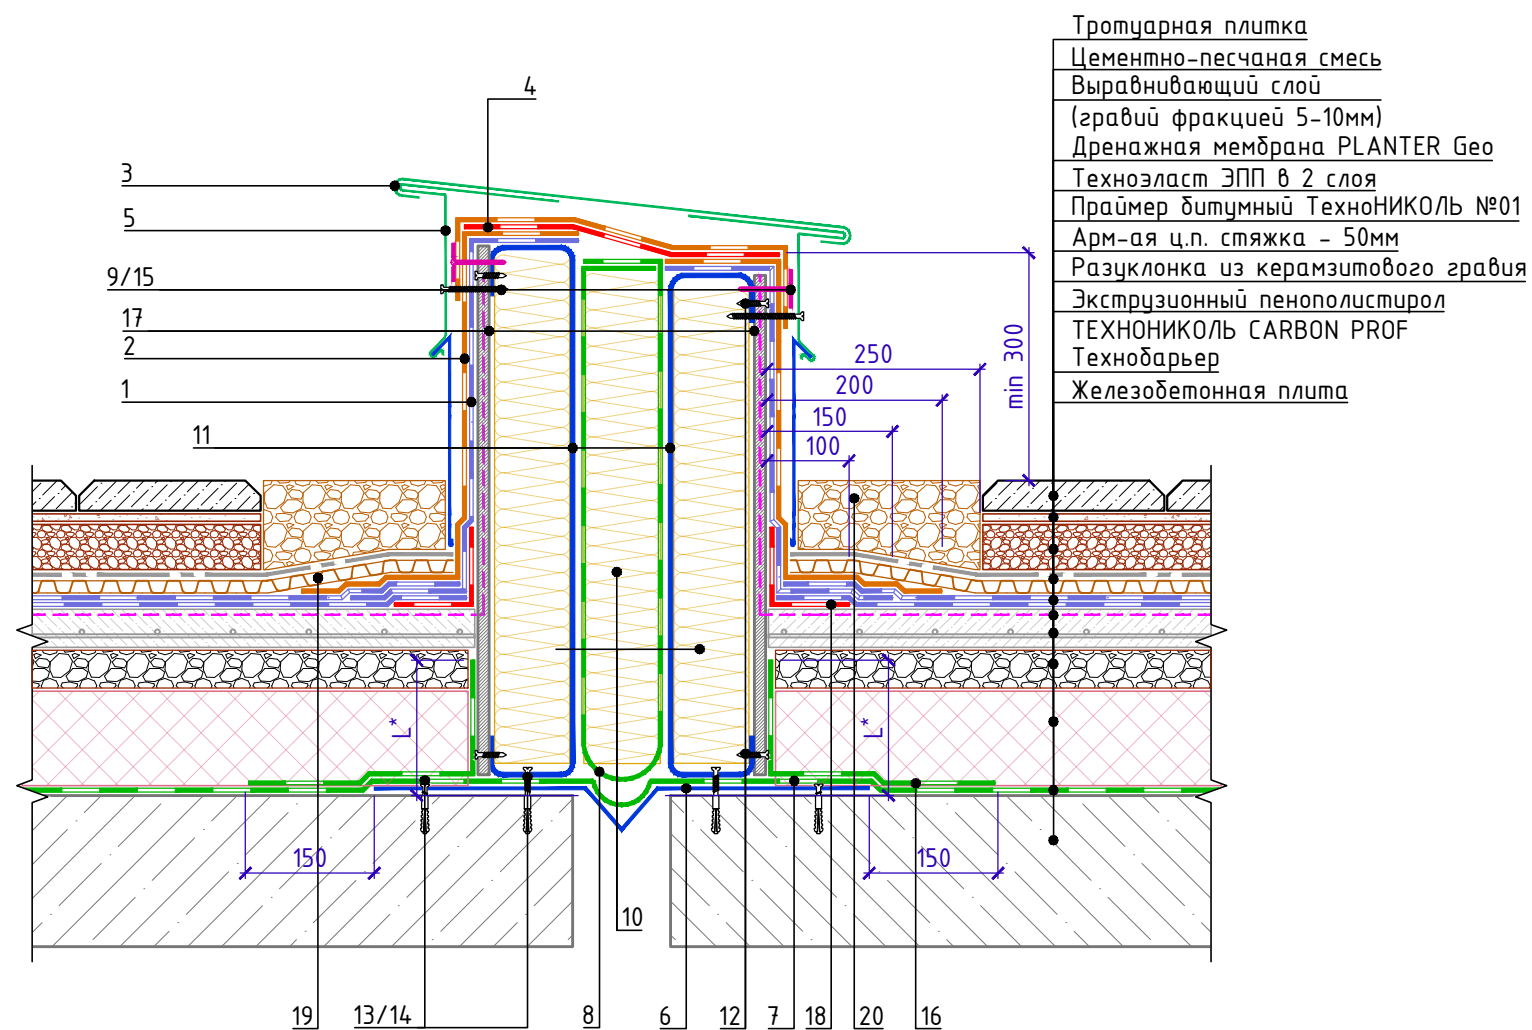 Тротуарная плитка
Цементно-песчаная смесь
Выравнивающий слой
(гравий фракцией 5-10мм)
Дренажная мембрана PLANTER Geo
Техноэласт ЭПП в 2 слоя
Праймер битумный ТехноНИКОЛЬ №01
Арм-ая ц.п. стяжка - 50мм
Разуклонка из керамзитового гравия
Экструзионный пенополистирол
ТЕХНОНИКОЛЬ CARBON PROF
Технобарьер
Железобетонная плита
4
3
5
9/15
17
2
1
11
min 300
250
200
150
100
L*
L*
150
150
10
19
13/14
8
6
12
7
18
20
16